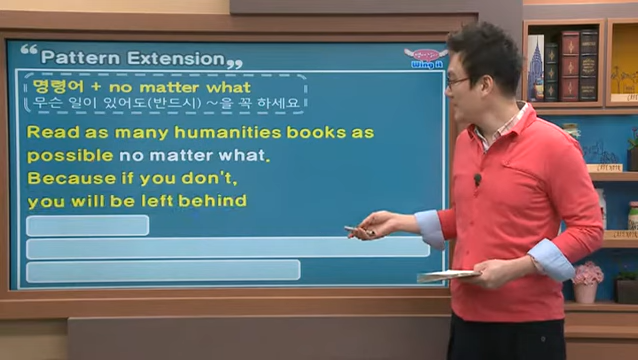 “Pattern Extension„
Wing it
명령어 + no matter what
무슨 일이 있어도(반드시) ~을 꼭 하세요
Read as many humanities books as
possible no matter what.
Because if you don't,
you will be left behind